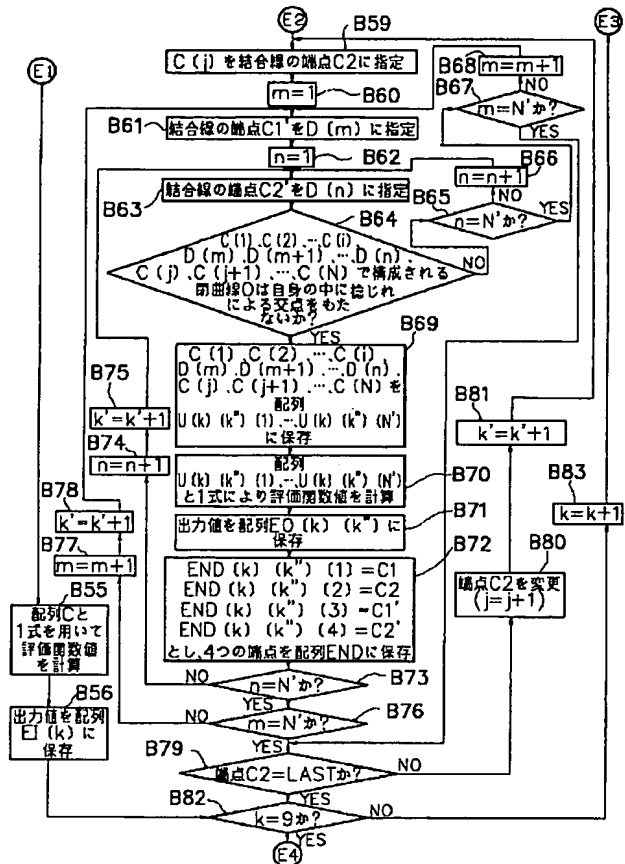 E1
E2
E3
B59
C(j)を結合線の端点C2に指定
m=1
B60
B61
結合線の端点C1'をD(m)に指定
n=1
B62
B63
結合線の端点C2'をD(n)に指定
B64
C(1)、C(2)、…C(i)、
D(m)、D(m+1)、…D(n)、
C(j)、C(j+1)、…C(N)で構成される
閉曲線Oは自身の中に捻じれ
による交点をもた
ないか?
NO
YES
B65
n=N'か?
NO
YES
n=n+1
B66
B67
m=N'か?
NO
YES
B68
m=m+1
B69
C(1)、C(2)、…C(i)、
D(m)、D(m+1)、…D(n)、
C(j)、C(j+1)、…C(N)を
配列
U(k)(k")(1)、…U(k)(k")(N')
に保存
配列
U(k)(k")(1)、…U(k)(k")(N')
と1式により評価関数値を計算
B70
出力値を配列EO(k)(k")に
保存
B71
B72
END(k)(k")(1)=C1
END(k)(k")(2)=C2
END(k)(k")(3)=C1'
END(k)(k")(4)=C2'
とし、4つの端点を配列ENDに保存
n=N'か?
B73
NO
YES
B74
n=n+1
B75
k'=k'+1
m=N'か?
B76
NO
YES
B77
m=m+1
B78
k'=k'+1
B55
配列Cと
1式を用いて
評価関数値
を計算
B56
出力値を配列
EI(k)に
保存
B79
端点C2=LASTか?
NO
YES
B80
端点C2を変更
(j=j+1)
B81
k'=k'+1
B82
k=9か?
NO
YES
B83
k=k+1
E4